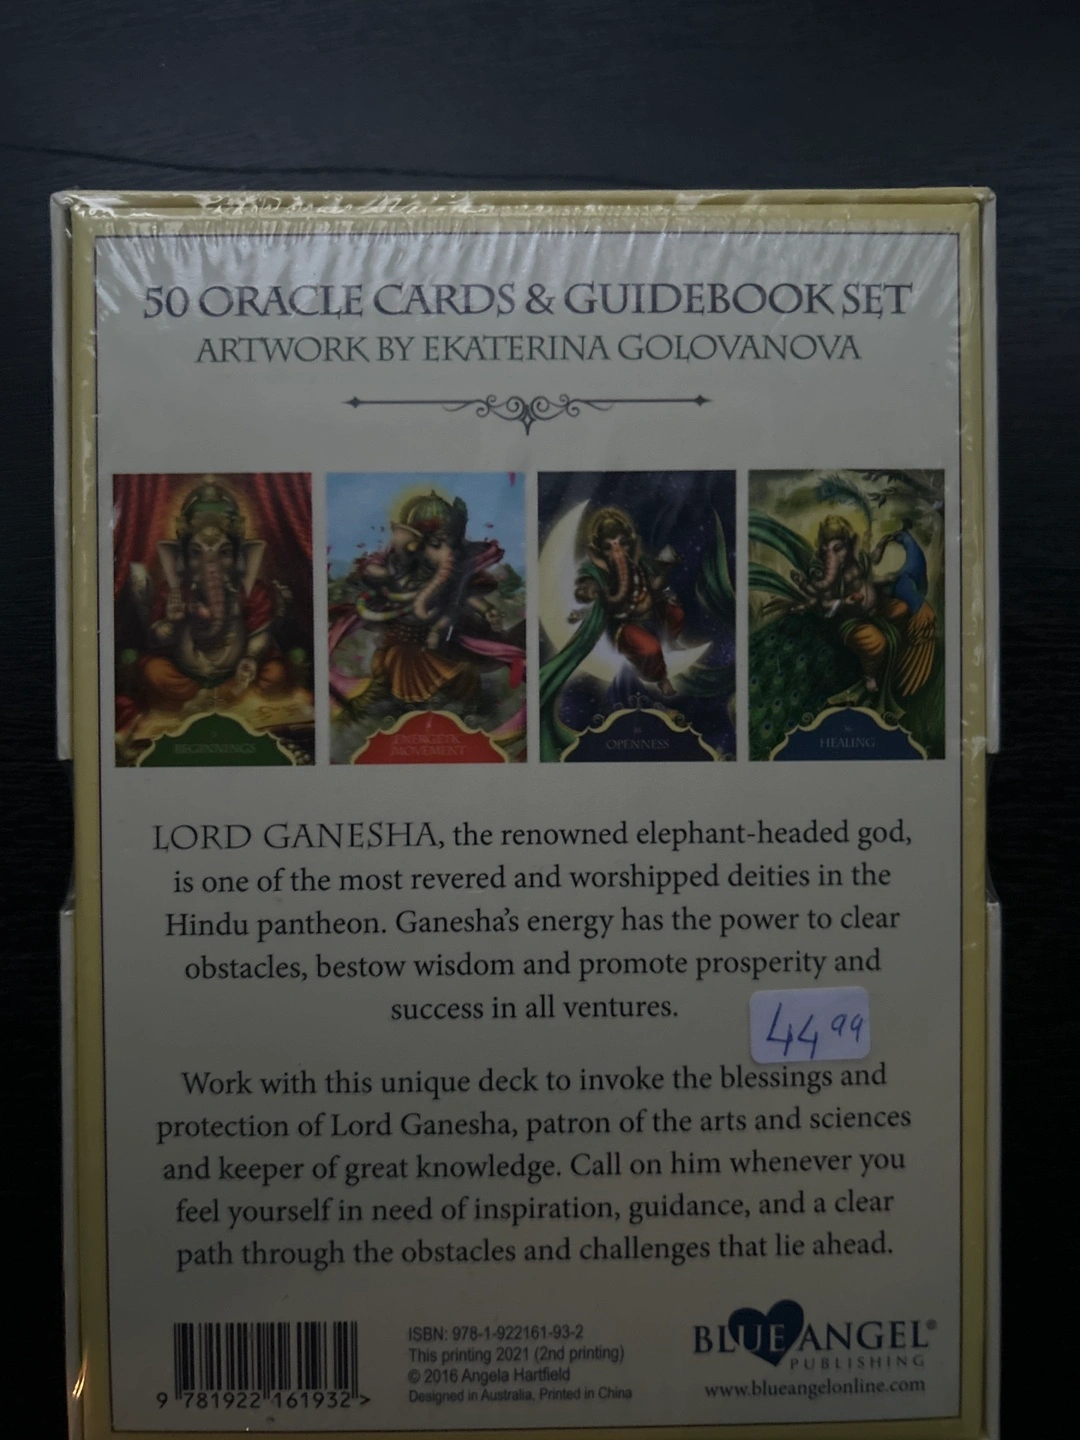 50 ORACLE CARDS & GUIDEBOOK SET
ARTWORK BY EKATERINA GOLOVANOVA
BEGINNINGS
ENERGETIC
MOVEMENT
OPENNESS
HEALING
LORD GANESHA, the renowned elephant-headed god,
is one of the most revered and worshipped deities in the
Hindu pantheon. Ganesha's energy has the power to clear
obstacles, bestow wisdom and promote prosperity and
success in all ventures.
44 99
Work with this unique deck to invoke the blessings and
protection of Lord Ganesha, patron of the arts and sciences
and keeper of great knowledge. Call on him whenever you
feel yourself in need of inspiration, guidance, and a clear
path through the obstacles and challenges that lie ahead.
9 781922 161932 >
ISBN: 978-1-922161-93-2
This printing 2021 (2nd printing)
© 2016 Angela Hartfield
Designed in Australia, Printed in China
BLUE ANGEL®
PUBLISHING
www.blueangelonline.com